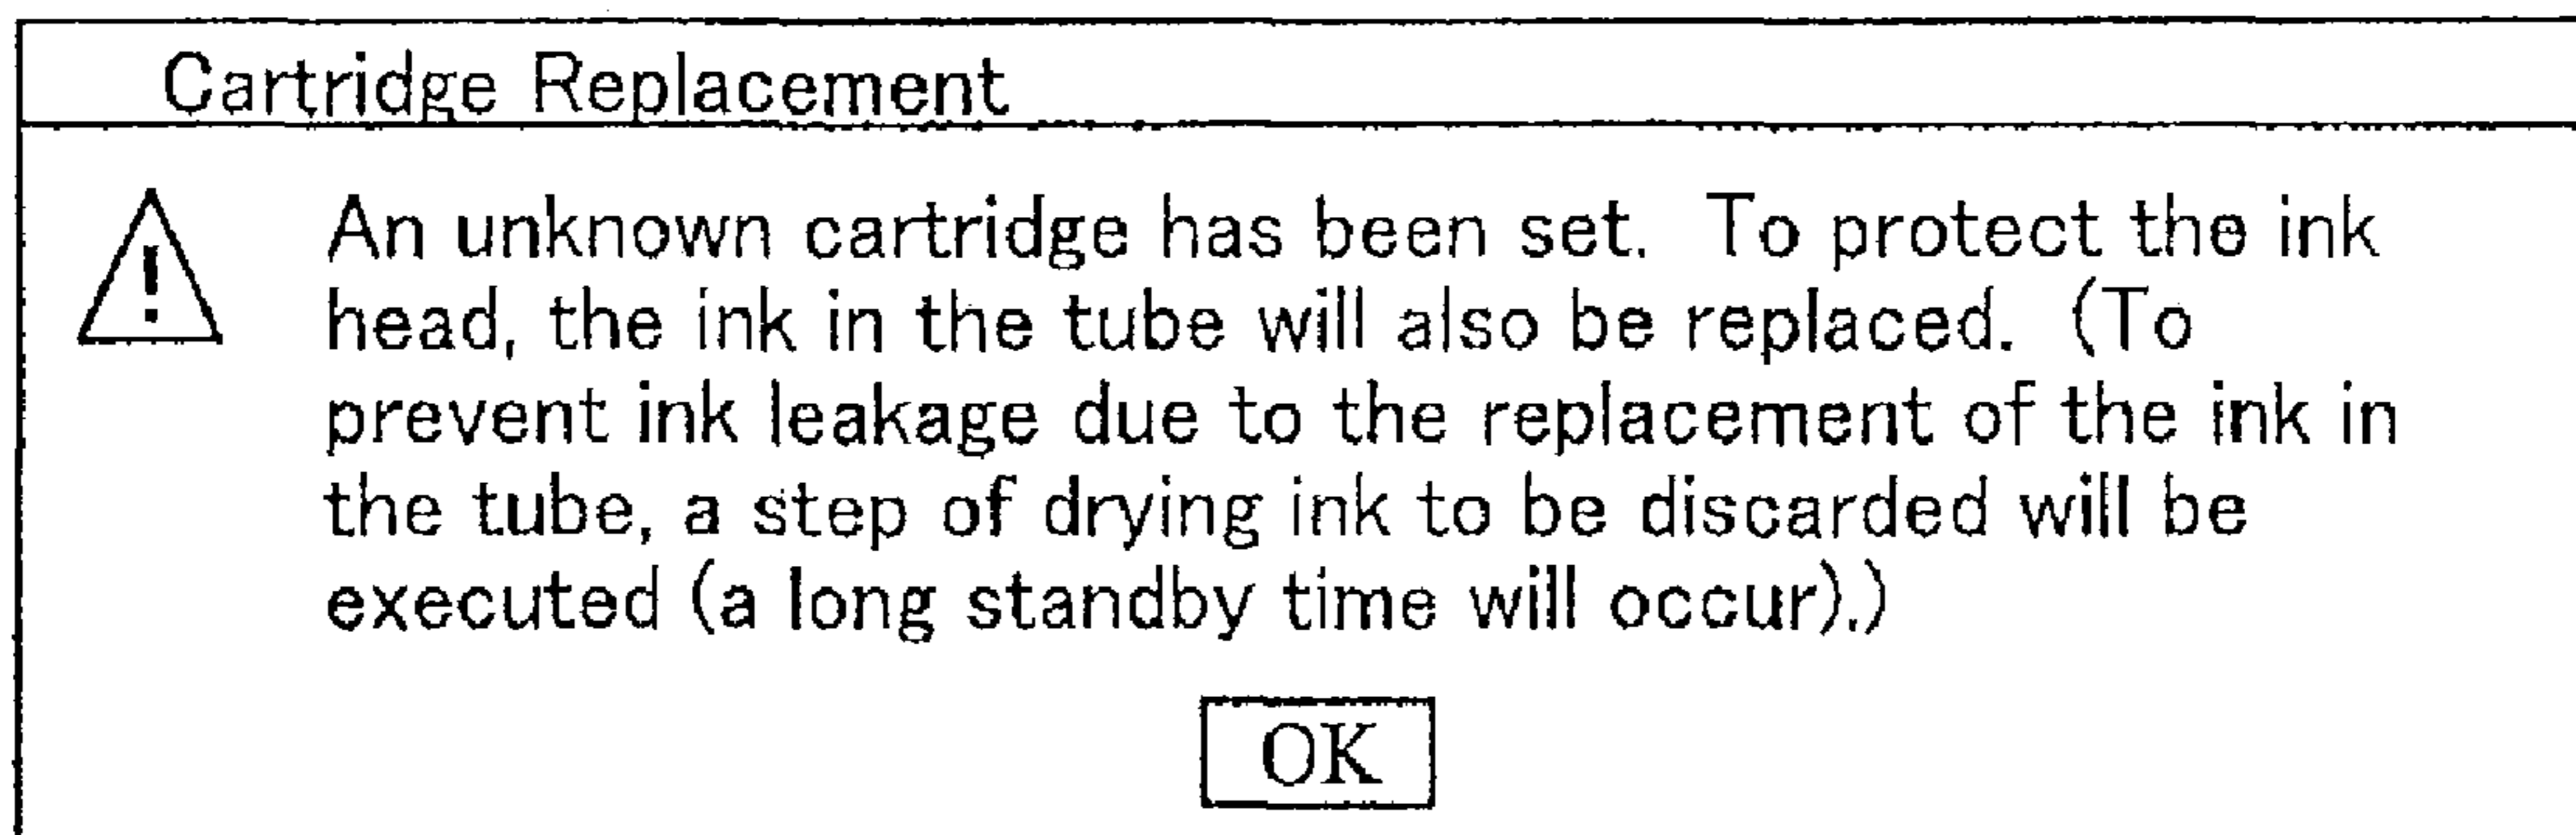 Cartridge Replacement
An unknown cartridge has been set. To protect the ink
head, the ink in the tube will also be replaced. (To
prevent ink leakage due to the replacement of the ink in
the tube, a step of drying ink to be discarded will be
executed (a long standby time will occur).)
OK